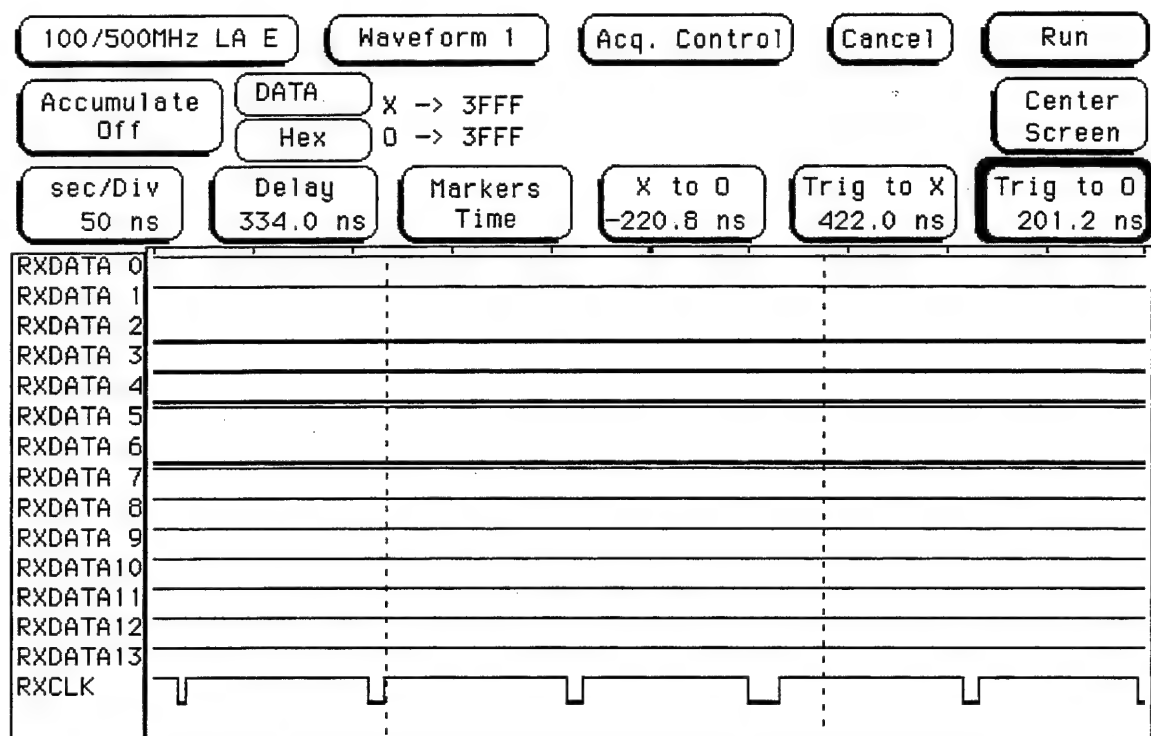 100/500MHz LA E Waveform 1 Acq. Control Cancel Run
Accumulate Off DATA X -> 3FFF Center Screen
Hex O -> 3FFF
sec/Div Delay Markers X to O Trig to X Trig to O
50 ns 334.0 ns Time -220.8 ns 422.0 ns 201.2 ns
RXDATA 0
RXDATA 1
RXDATA 2
RXDATA 3
RXDATA 4
RXDATA 5
RXDATA 6
RXDATA 7
RXDATA 8
RXDATA 9
RXDATA10
RXDATA11
RXDATA12
RXDATA13
RXCLK